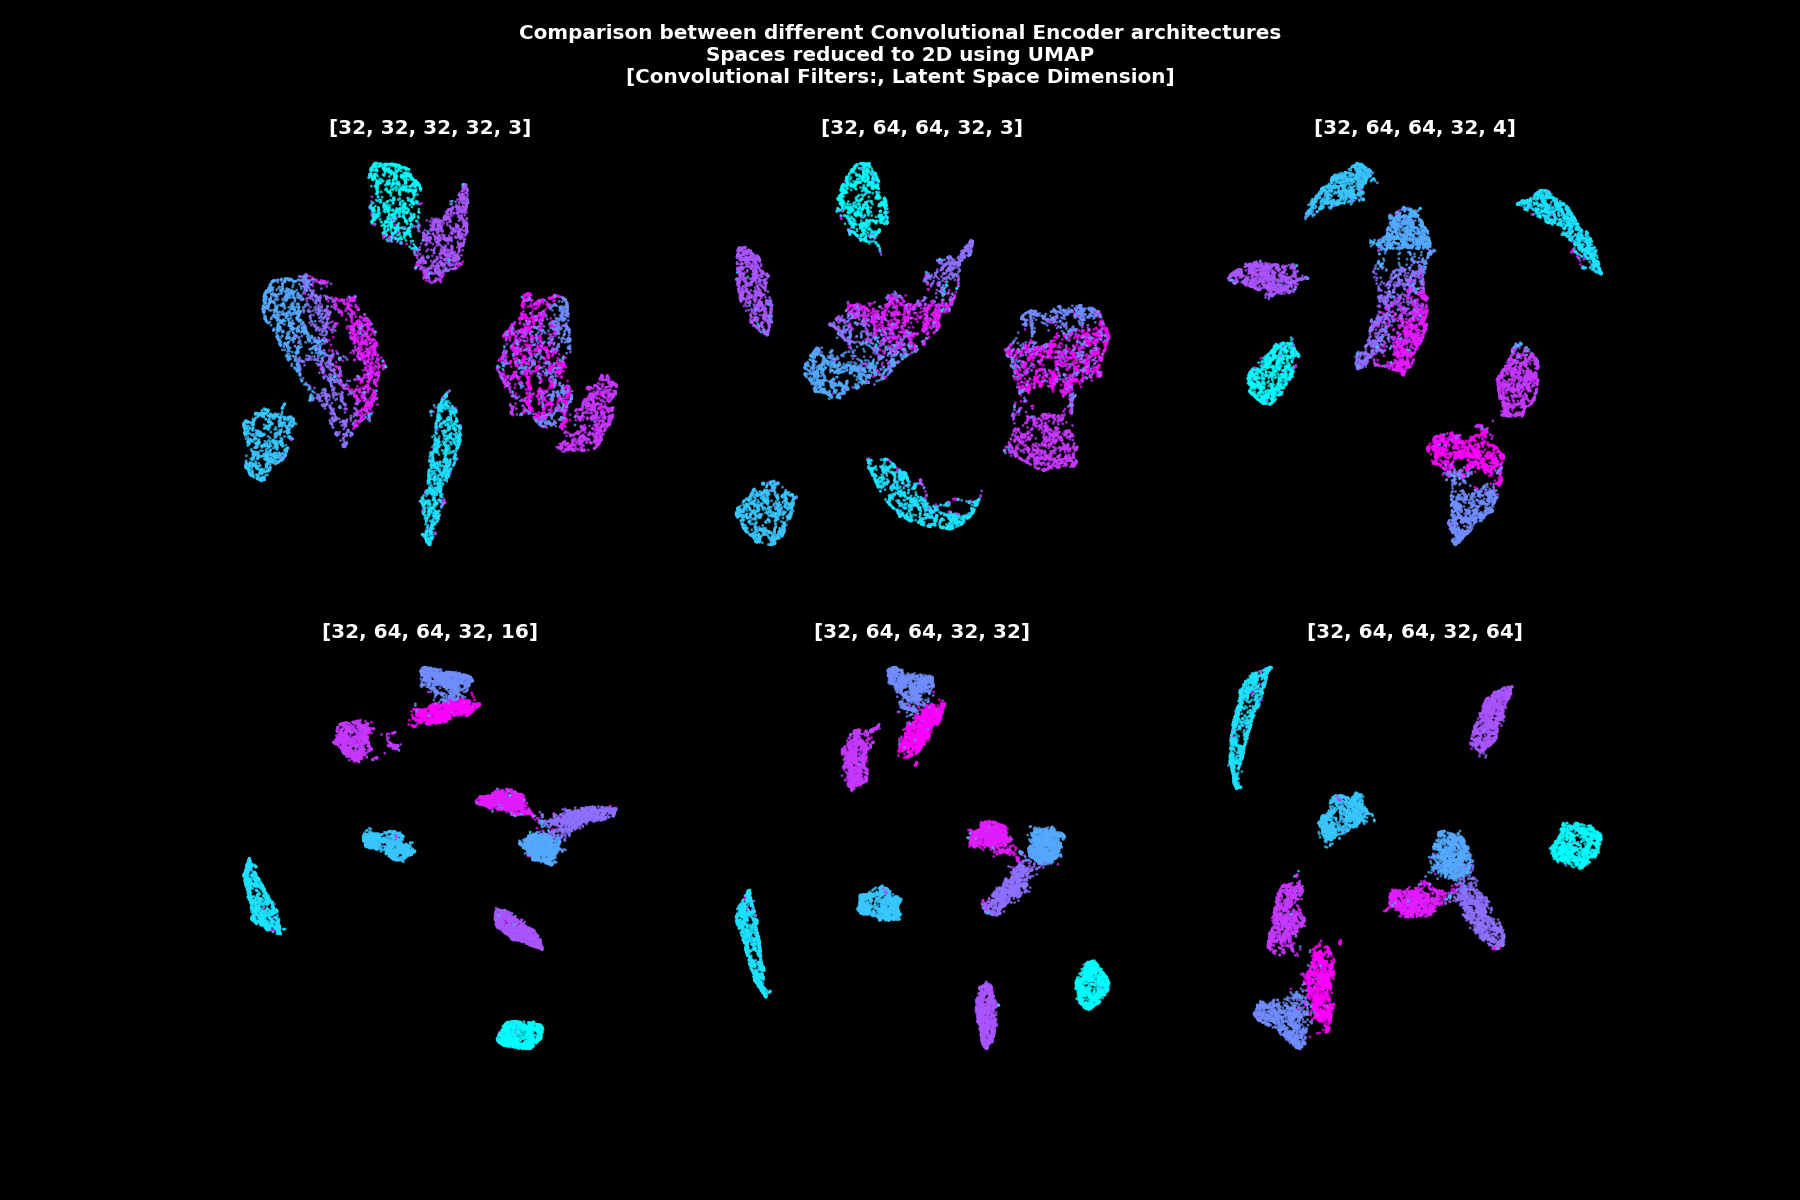 Comparison between different Convolutional Encoder architectures
Spaces reduced to 2D using UMAP
[Convolutional Filters:, Latent Space Dimension]
[32, 32, 32, 32, 3]
[32, 64, 64, 32, 3]
[32, 64, 64, 32, 4]
[32, 64, 64, 32, 16]
[32, 64, 64, 32, 32]
[32, 64, 64, 32, 64]